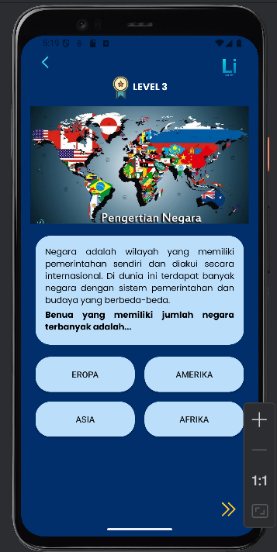 Li
LEVEL 3
Pengertian Negara
Negara adalah wilayah yang memiliki
pemerintahan sendiri dan diakui secara
internasional. Di dunia ini terdapat banyak
negara dengan sistem pemerintahan dan
budaya yang berbeda-beda.
Benua yang memiliki jumlah negara
terbanyak adalah...
EROPA
AMERIKA
ASIA
AFRIKA
1:1